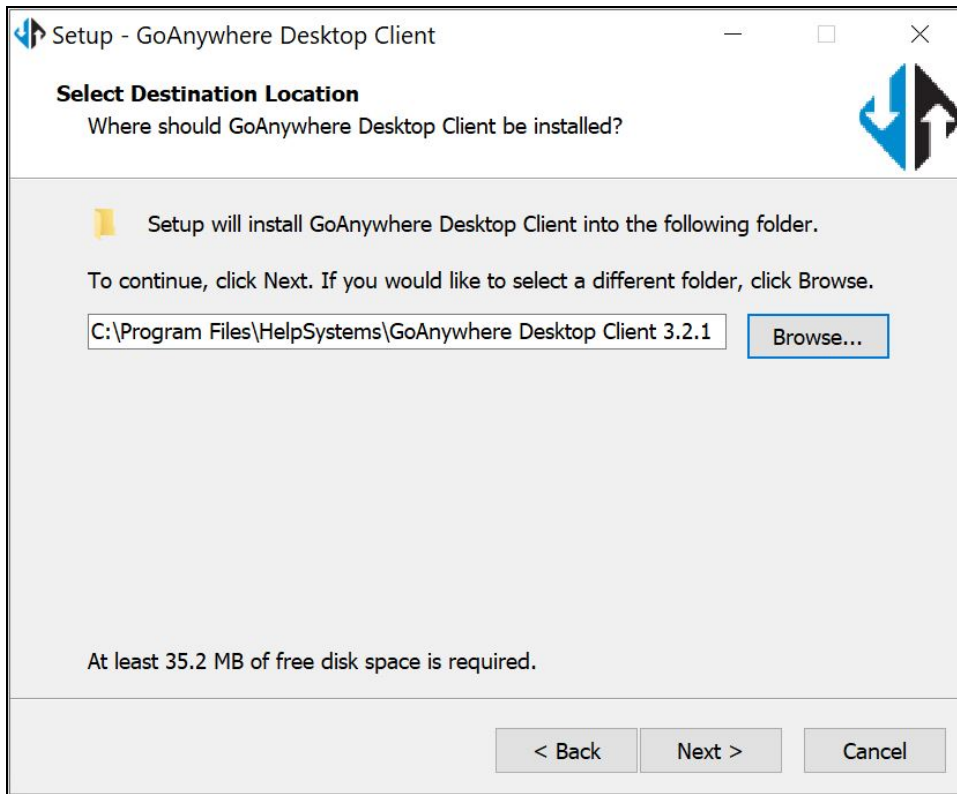 Setup - GoAnywhere Desktop Client
Select Destination Location
Where should GoAnywhere Desktop Client be installed?
Setup will install GoAnywhere Desktop Client into the following folder.
To continue, click Next. If you would like to select a different folder, click Browse.
C:\Program Files\HelpSystems\GoAnywhere Desktop Client 3.2.1
Browse...
At least 35.2 MB of free disk space is required.
< Back Next > Cancel